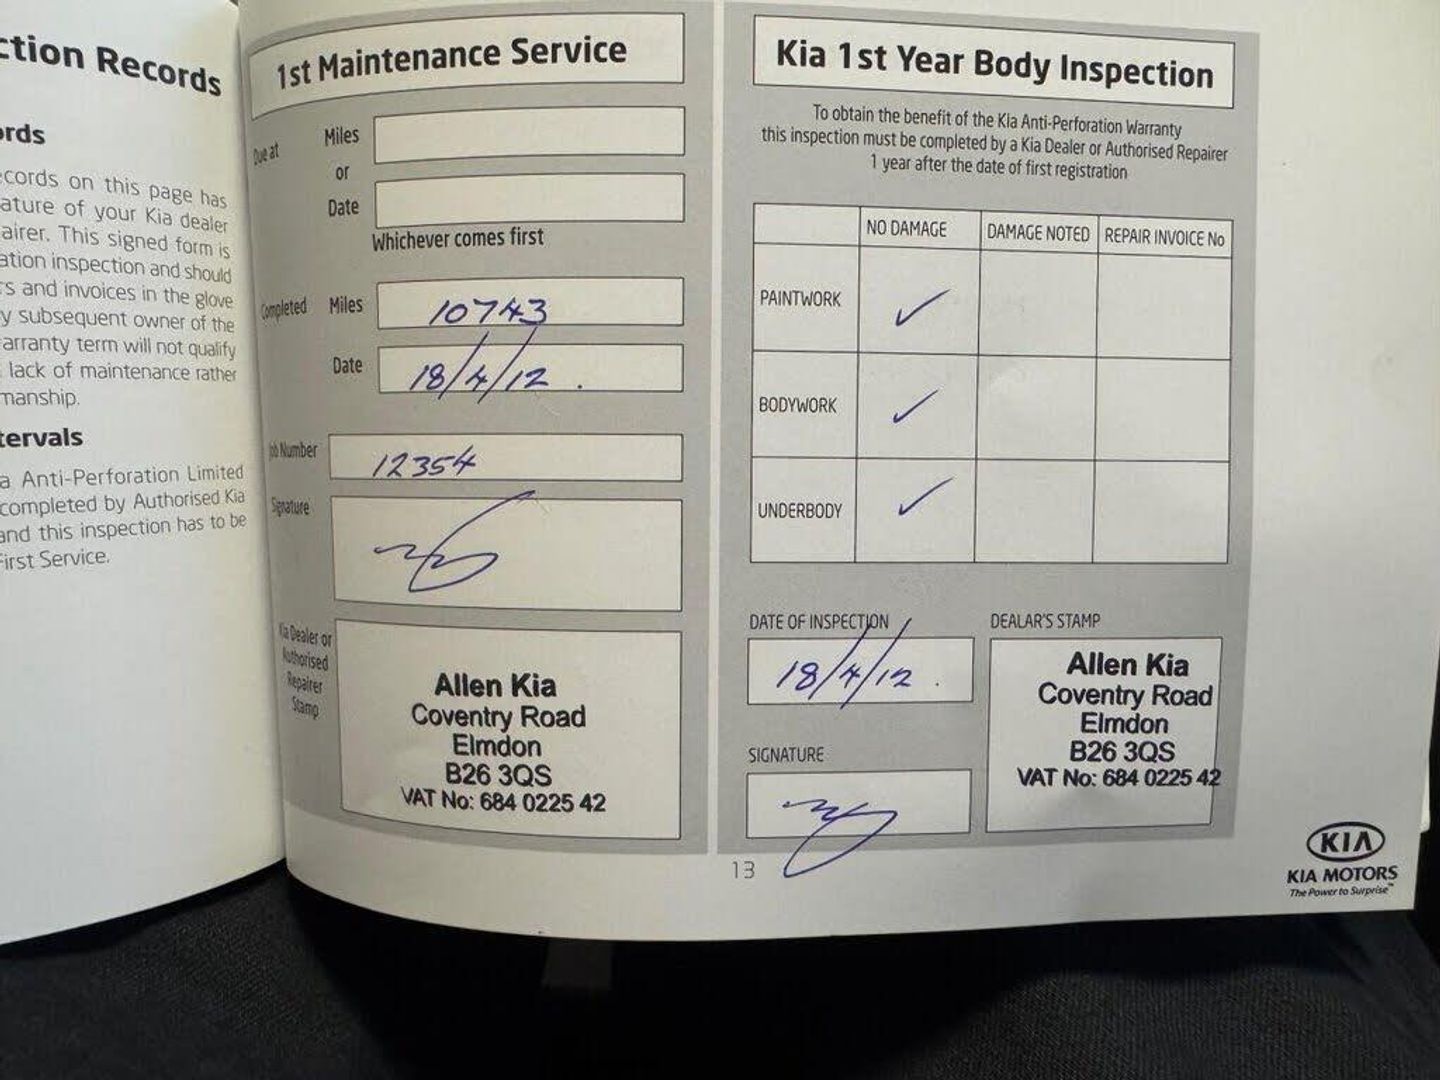 ction Records
ords
ecords on this page has
ature of your Kia dealer
airer. This signed form is
ation inspection and should
rs and invoices in the glove
y subsequent owner of the
arranty term will not qualify
lack of maintenance rather
manship.
tervals
a Anti-Perforation Limited
completed by Authorised Kia
and this inspection has to be
First Service.
1st Maintenance Service
Due at
Miles
or
Date
Whichever comes first
Completed
Miles 10743
Date 18/4/12 .
Job Number 12354
Signature
Kia Dealer or
Authorised
Repairer
Stamp
Allen Kia
Coventry Road
Elmdon
B26 3QS
VAT No: 684 0225 42
Kia 1st Year Body Inspection
To obtain the benefit of the Kia Anti-Perforation Warranty
this inspection must be completed by a Kia Dealer or Authorised Repairer
1 year after the date of first registration
NO DAMAGE DAMAGE NOTED REPAIR INVOICE No
PAINTWORK ✓
BODYWORK ✓
UNDERBODY ✓
DATE OF INSPECTION
18/4/12 .
SIGNATURE
DEALAR'S STAMP
Allen Kia
Coventry Road
Elmdon
B26 3QS
VAT No: 684 0225 42
13
KIA
KIA MOTORS
The Power to Surprise™